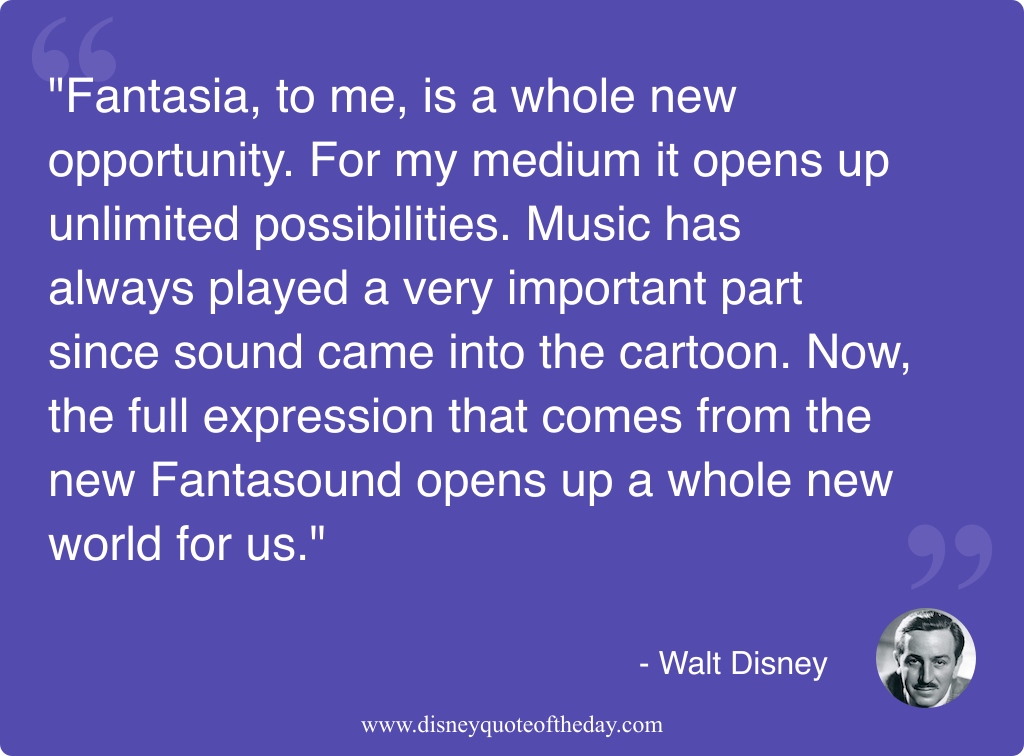 "Fantasia, to me, is a whole new
opportunity. For my medium it opens up
unlimited possibilities. Music has
always played a very important part
since sound came into the cartoon. Now,
the full expression that comes from the
new Fantasound opens up a whole new
world for us."
- Walt Disney
www.disneyquoteoftheday.com